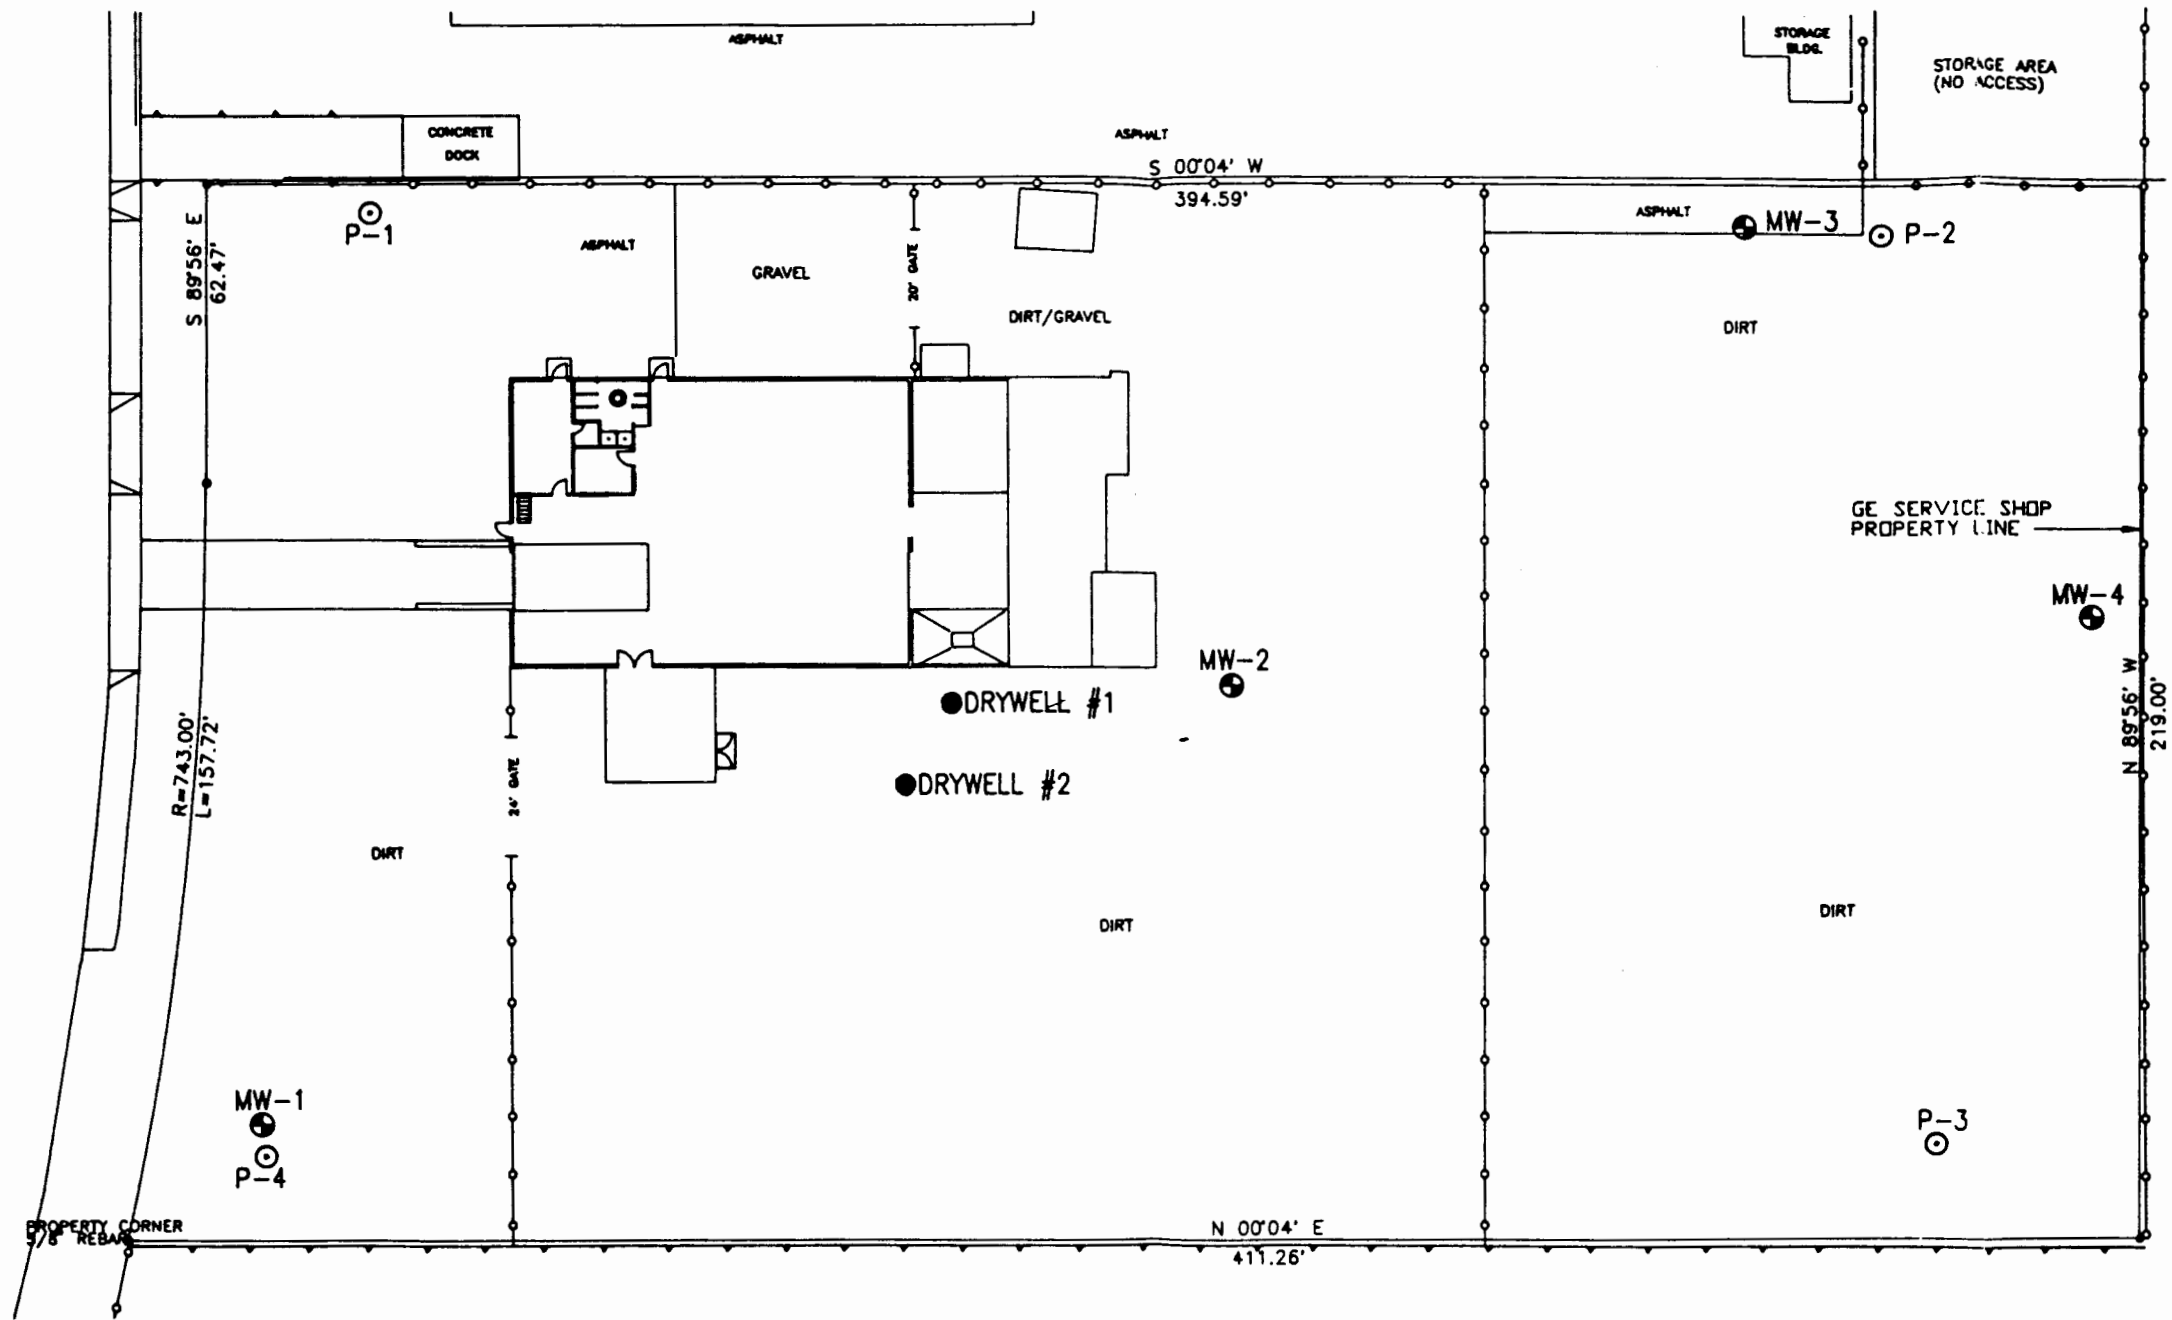 ASPHALT
STORAGE
BLDG.
STORAGE AREA
(NO ACCESS)
CONCRETE
DOCK
ASPHALT
S 00°04' W
394.59'
P-1
S 89°56' E
62.47'
ASPHALT
GRAVEL
20' GATE
DIRT/GRAVEL
ASPHALT
MW-3
P-2
DIRT
GE SERVICE SHOP
PROPERTY LINE
MW-4
MW-2
DRYWELL #1
DRYWELL #2
N 89°56' W
219.00'
R=743.00'
L=157.72'
24' GATE
DIRT
DIRT
DIRT
MW-1
P-4
P-3
PROPERTY CORNER
5/8" REBAR
N 00°04' E
411.26'